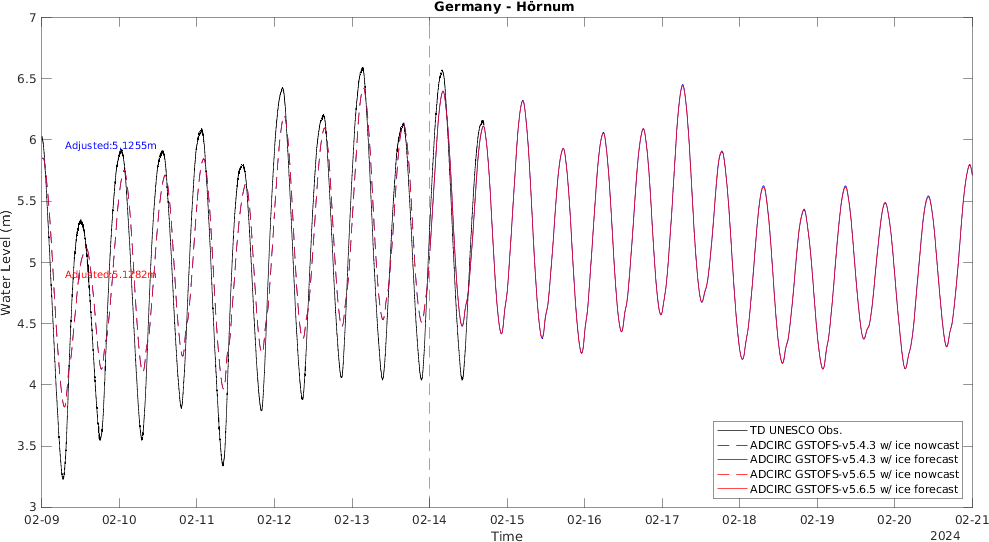 Germany - Hörnum
Water Level (m)
7
6.5
6
5.5
5
4.5
4
3.5
3
Adjusted:5.1255m
Adjusted:5.1282m
TD UNESCO Obs.
ADCIRC GSTOFS-v5.4.3 w/ ice nowcast
ADCIRC GSTOFS-v5.4.3 w/ ice forecast
ADCIRC GSTOFS-v5.6.5 w/ ice nowcast
ADCIRC GSTOFS-v5.6.5 w/ ice forecast
02-09 02-10 02-11 02-12 02-13 02-14 02-15 02-16 02-17 02-18 02-19 02-20 02-21
Time
2024